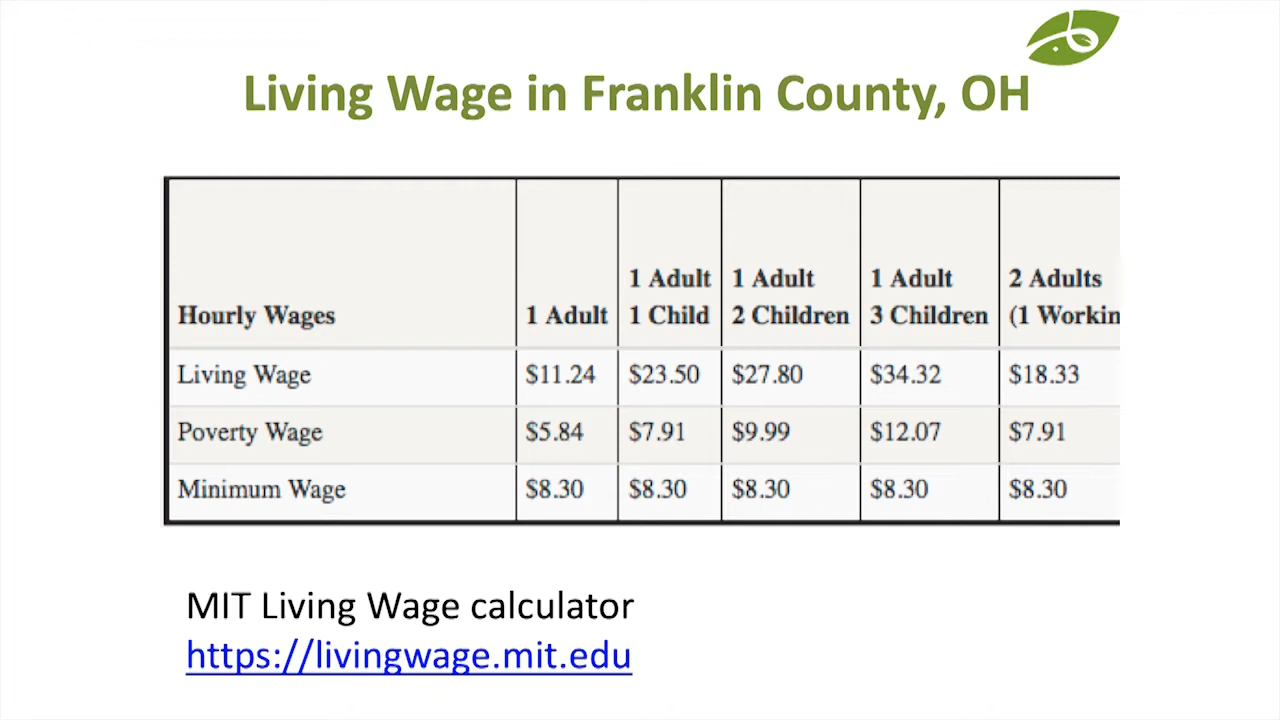 Living Wage in Franklin County, OH
Hourly Wages 1 Adult 1 Adult 1 Child 1 Adult 2 Children 1 Adult 3 Children 2 Adults (1 Workin
Living Wage $11.24 $23.50 $27.80 $34.32 $18.33
Poverty Wage $5.84 $7.91 $9.99 $12.07 $7.91
Minimum Wage $8.30 $8.30 $8.30 $8.30 $8.30
MIT Living Wage calculator
https://livingwage.mit.edu